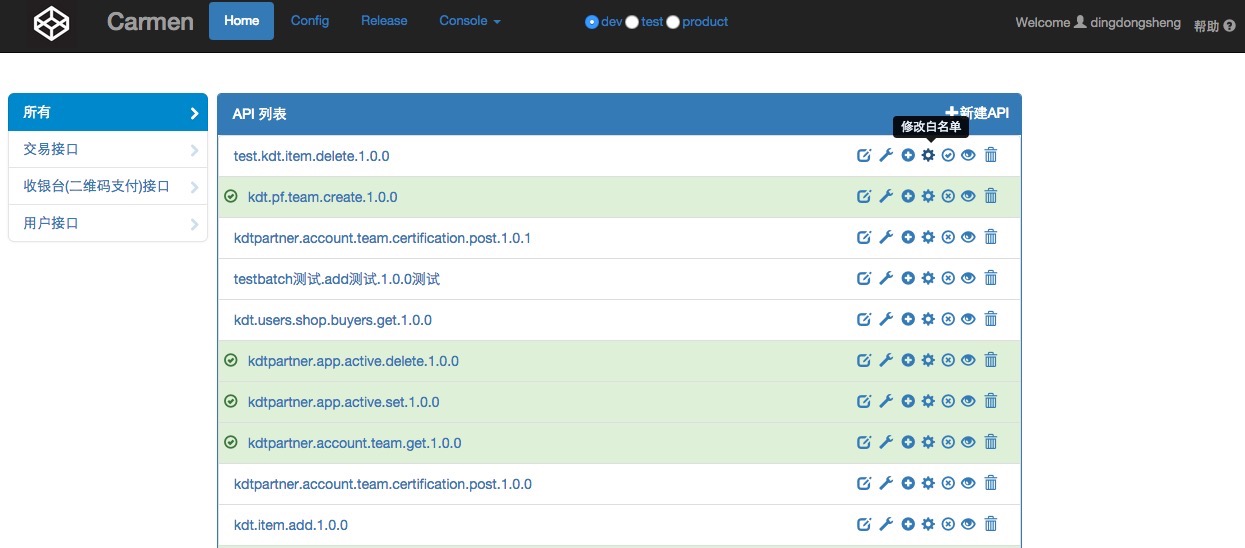 Carmen Home Config Release Console dev test product Welcome dingdongsheng 帮助
所有
交易接口
收银台(二维码支付)接口
用户接口
API 列表 新建API
修改白名单
test.kdt.item.delete.1.0.0
kdt.pf.team.create.1.0.0
kdtpartner.account.team.certification.post.1.0.1
testbatch测试.add测试.1.0.0测试
kdt.users.shop.buyers.get.1.0.0
kdtpartner.app.active.delete.1.0.0
kdtpartner.app.active.set.1.0.0
kdtpartner.account.team.get.1.0.0
kdtpartner.account.team.certification.post.1.0.0
kdt.item.add.1.0.0